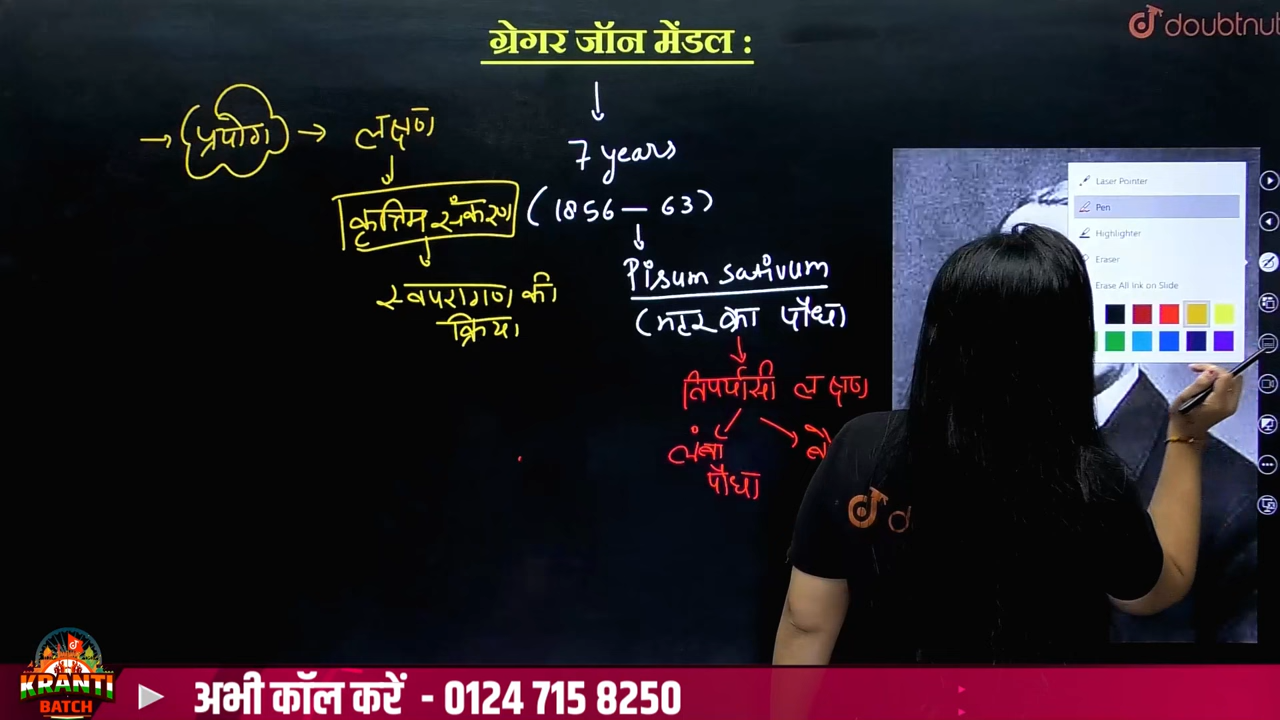 ग्रेगर जॉन मेंडल :
doubtnut
→ प्रयोग → लक्षण
कृत्रिम संकरण
स्वपरागण की
क्रिया
7 years
(1856 — 63)
Pisum sativum
(मटर का पौधा)
विपर्यासी लक्षण
लंबा
पौधा
बौ
Laser Pointer
Pen
Highlighter
Eraser
Erase All Ink on Slide
KRANTI
BATCH
अभी कॉल करें - 0124 715 8250